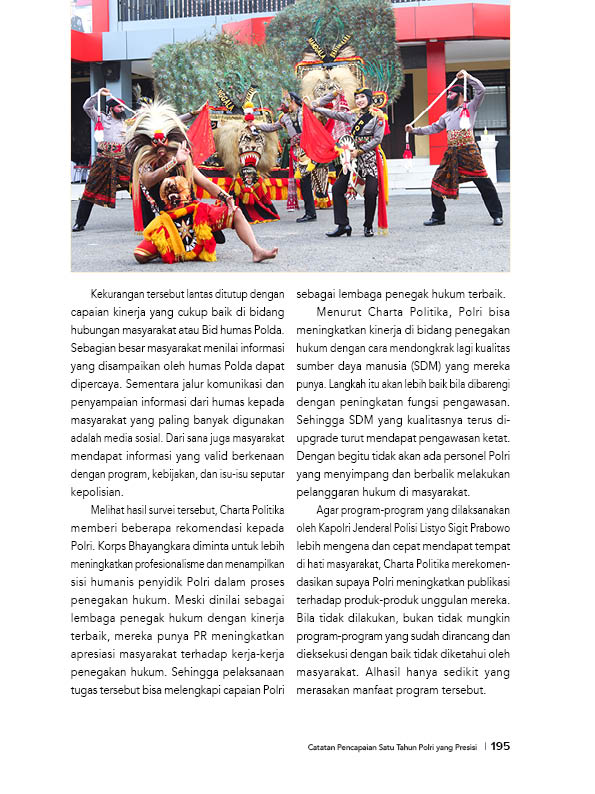 SINGGALA
ANGGALA
SINGGALA
Kekurangan tersebut lantas ditutup dengan
capaian kinerja yang cukup baik di bidang
hubungan masyarakat atau Bid humas Polda.
Sebagian besar masyarakat menilai informasi
yang disampaikan oleh humas Polda dapat
dipercaya. Sementara jalur komunikasi dan
penyampaian informasi dari humas kepada
masyarakat yang paling banyak digunakan
adalah media sosial. Dari sana juga masyarakat
mendapat informasi yang valid berkenaan
dengan program, kebijakan, dan isu-isu seputar
kepolisian.
Melihat hasil survei tersebut, Charta Politika
memberi beberapa rekomendasi kepada
Polri. Korps Bhayangkara diminta untuk lebih
meningkatkan profesionalisme dan menampilkan
sisi humanis penyidik Polri dalam proses
penegakan hukum. Meski dinilai sebagai
lembaga penegak hukum dengan kinerja
terbaik, mereka punya PR meningkatkan
apresiasi masyarakat terhadap kerja-kerja
penegakan hukum. Sehingga pelaksanaan
tugas tersebut bisa melengkapi capaian Polri
sebagai lembaga penegak hukum terbaik.
Menurut Charta Politika, Polri bisa
meningkatkan kinerja di bidang penegakan
hukum dengan cara mendongkrak lagi kualitas
sumber daya manusia (SDM) yang mereka
punya. Langkah itu akan lebih baik bila dibarengi
dengan peningkatan fungsi pengawasan.
Sehingga SDM yang kualitasnya terus di-
upgrade turut mendapat pengawasan ketat.
Dengan begitu tidak akan ada personel Polri
yang menyimpang dan berbalik melakukan
pelanggaran hukum di masyarakat.
Agar program-program yang dilaksanakan
oleh Kapolri Jenderal Polisi Listyo Sigit Prabowo
lebih mengena dan cepat mendapat tempat
di hati masyarakat, Charta Politika merekomen-
dasikan supaya Polri meningkatkan publikasi
terhadap produk-produk unggulan mereka.
Bila tidak dilakukan, bukan tidak mungkin
program-program yang sudah dirancang dan
dieksekusi dengan baik tidak diketahui oleh
masyarakat. Alhasil hanya sedikit yang
merasakan manfaat program tersebut.
Catatan Pencapaian Satu Tahun Polri yang Presisi | 195